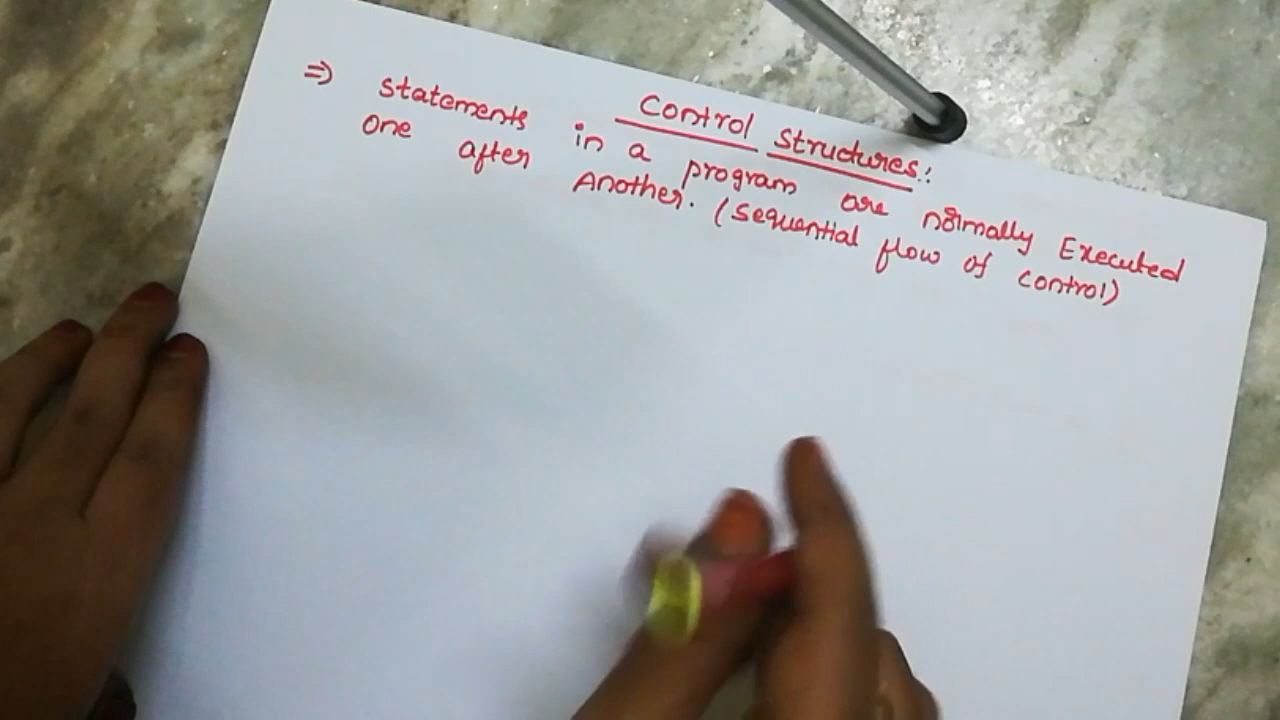 Control Structures:
⇒ statements in a program are normally Executed
one after Another. (sequential flow of control)